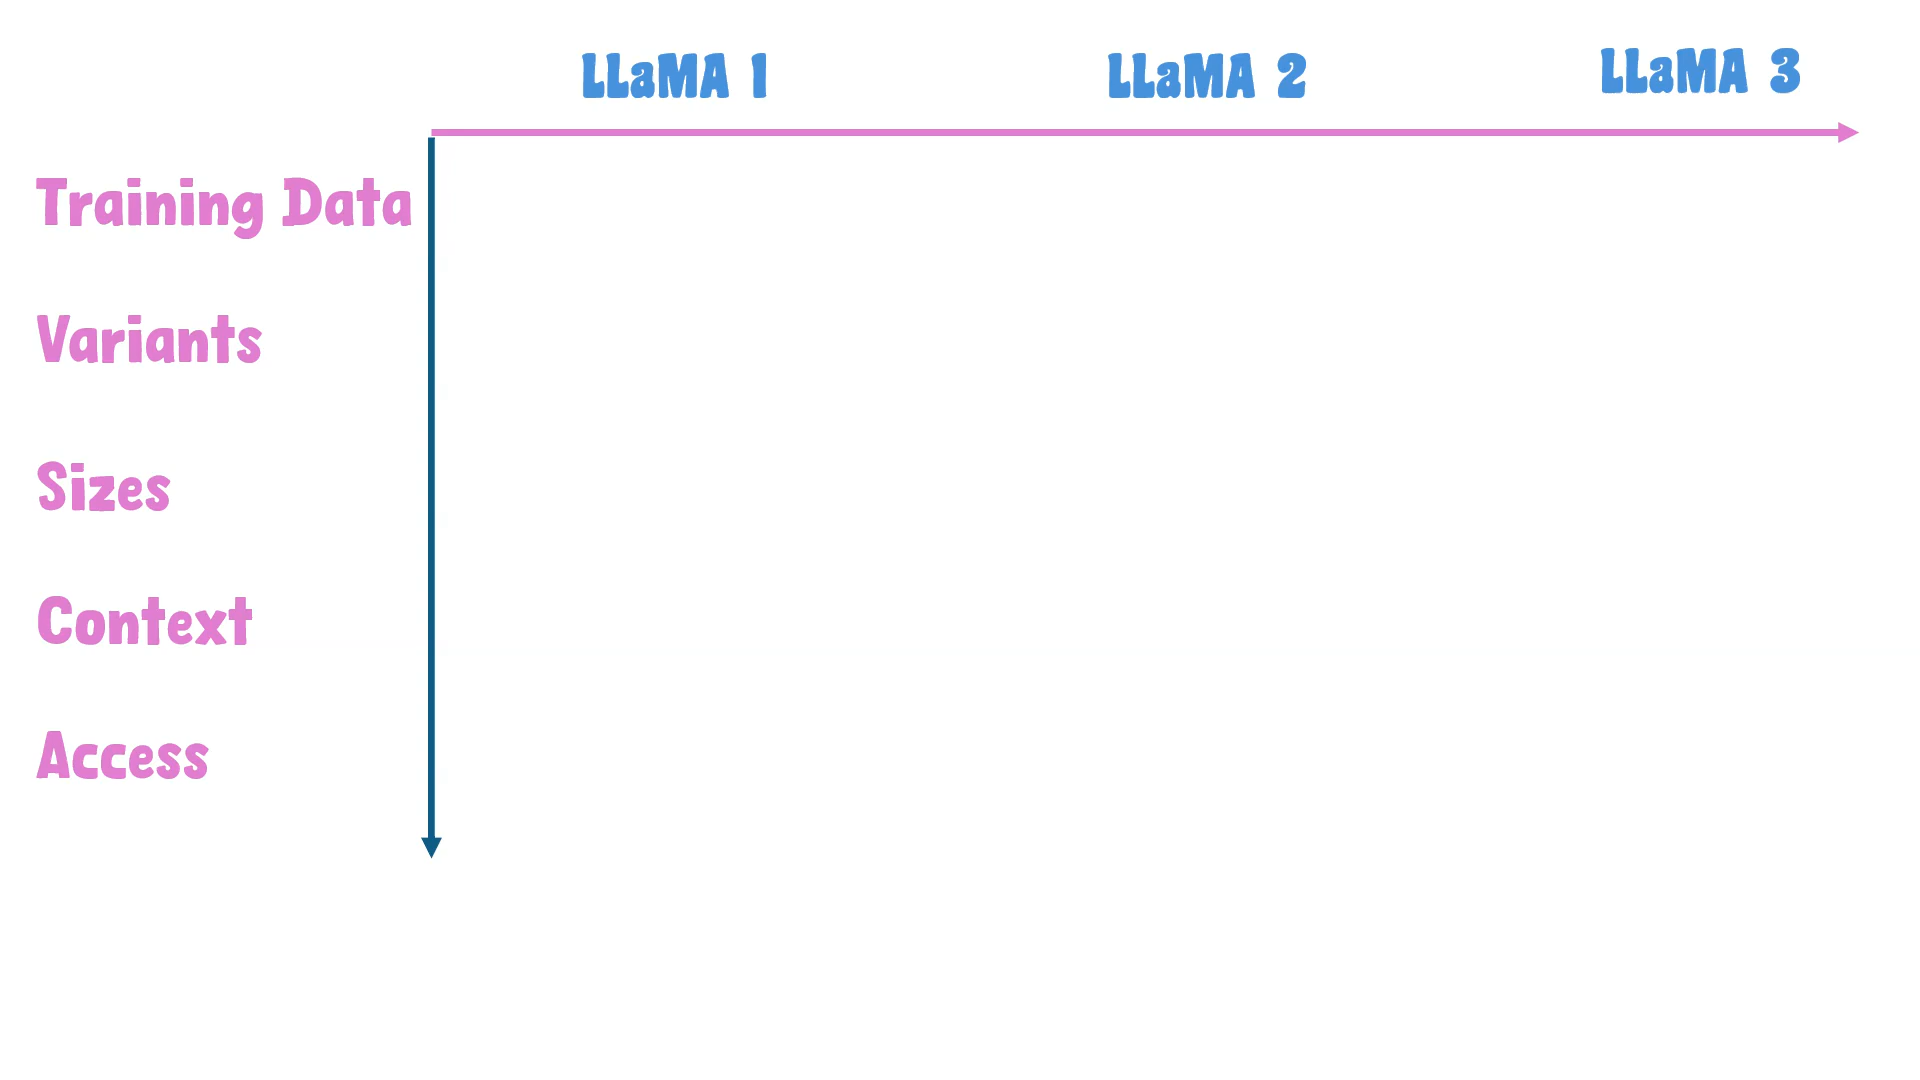 LLaMA 1
LLaMA 2
LLaMA 3
Training Data
Variants
Sizes
Context
Access